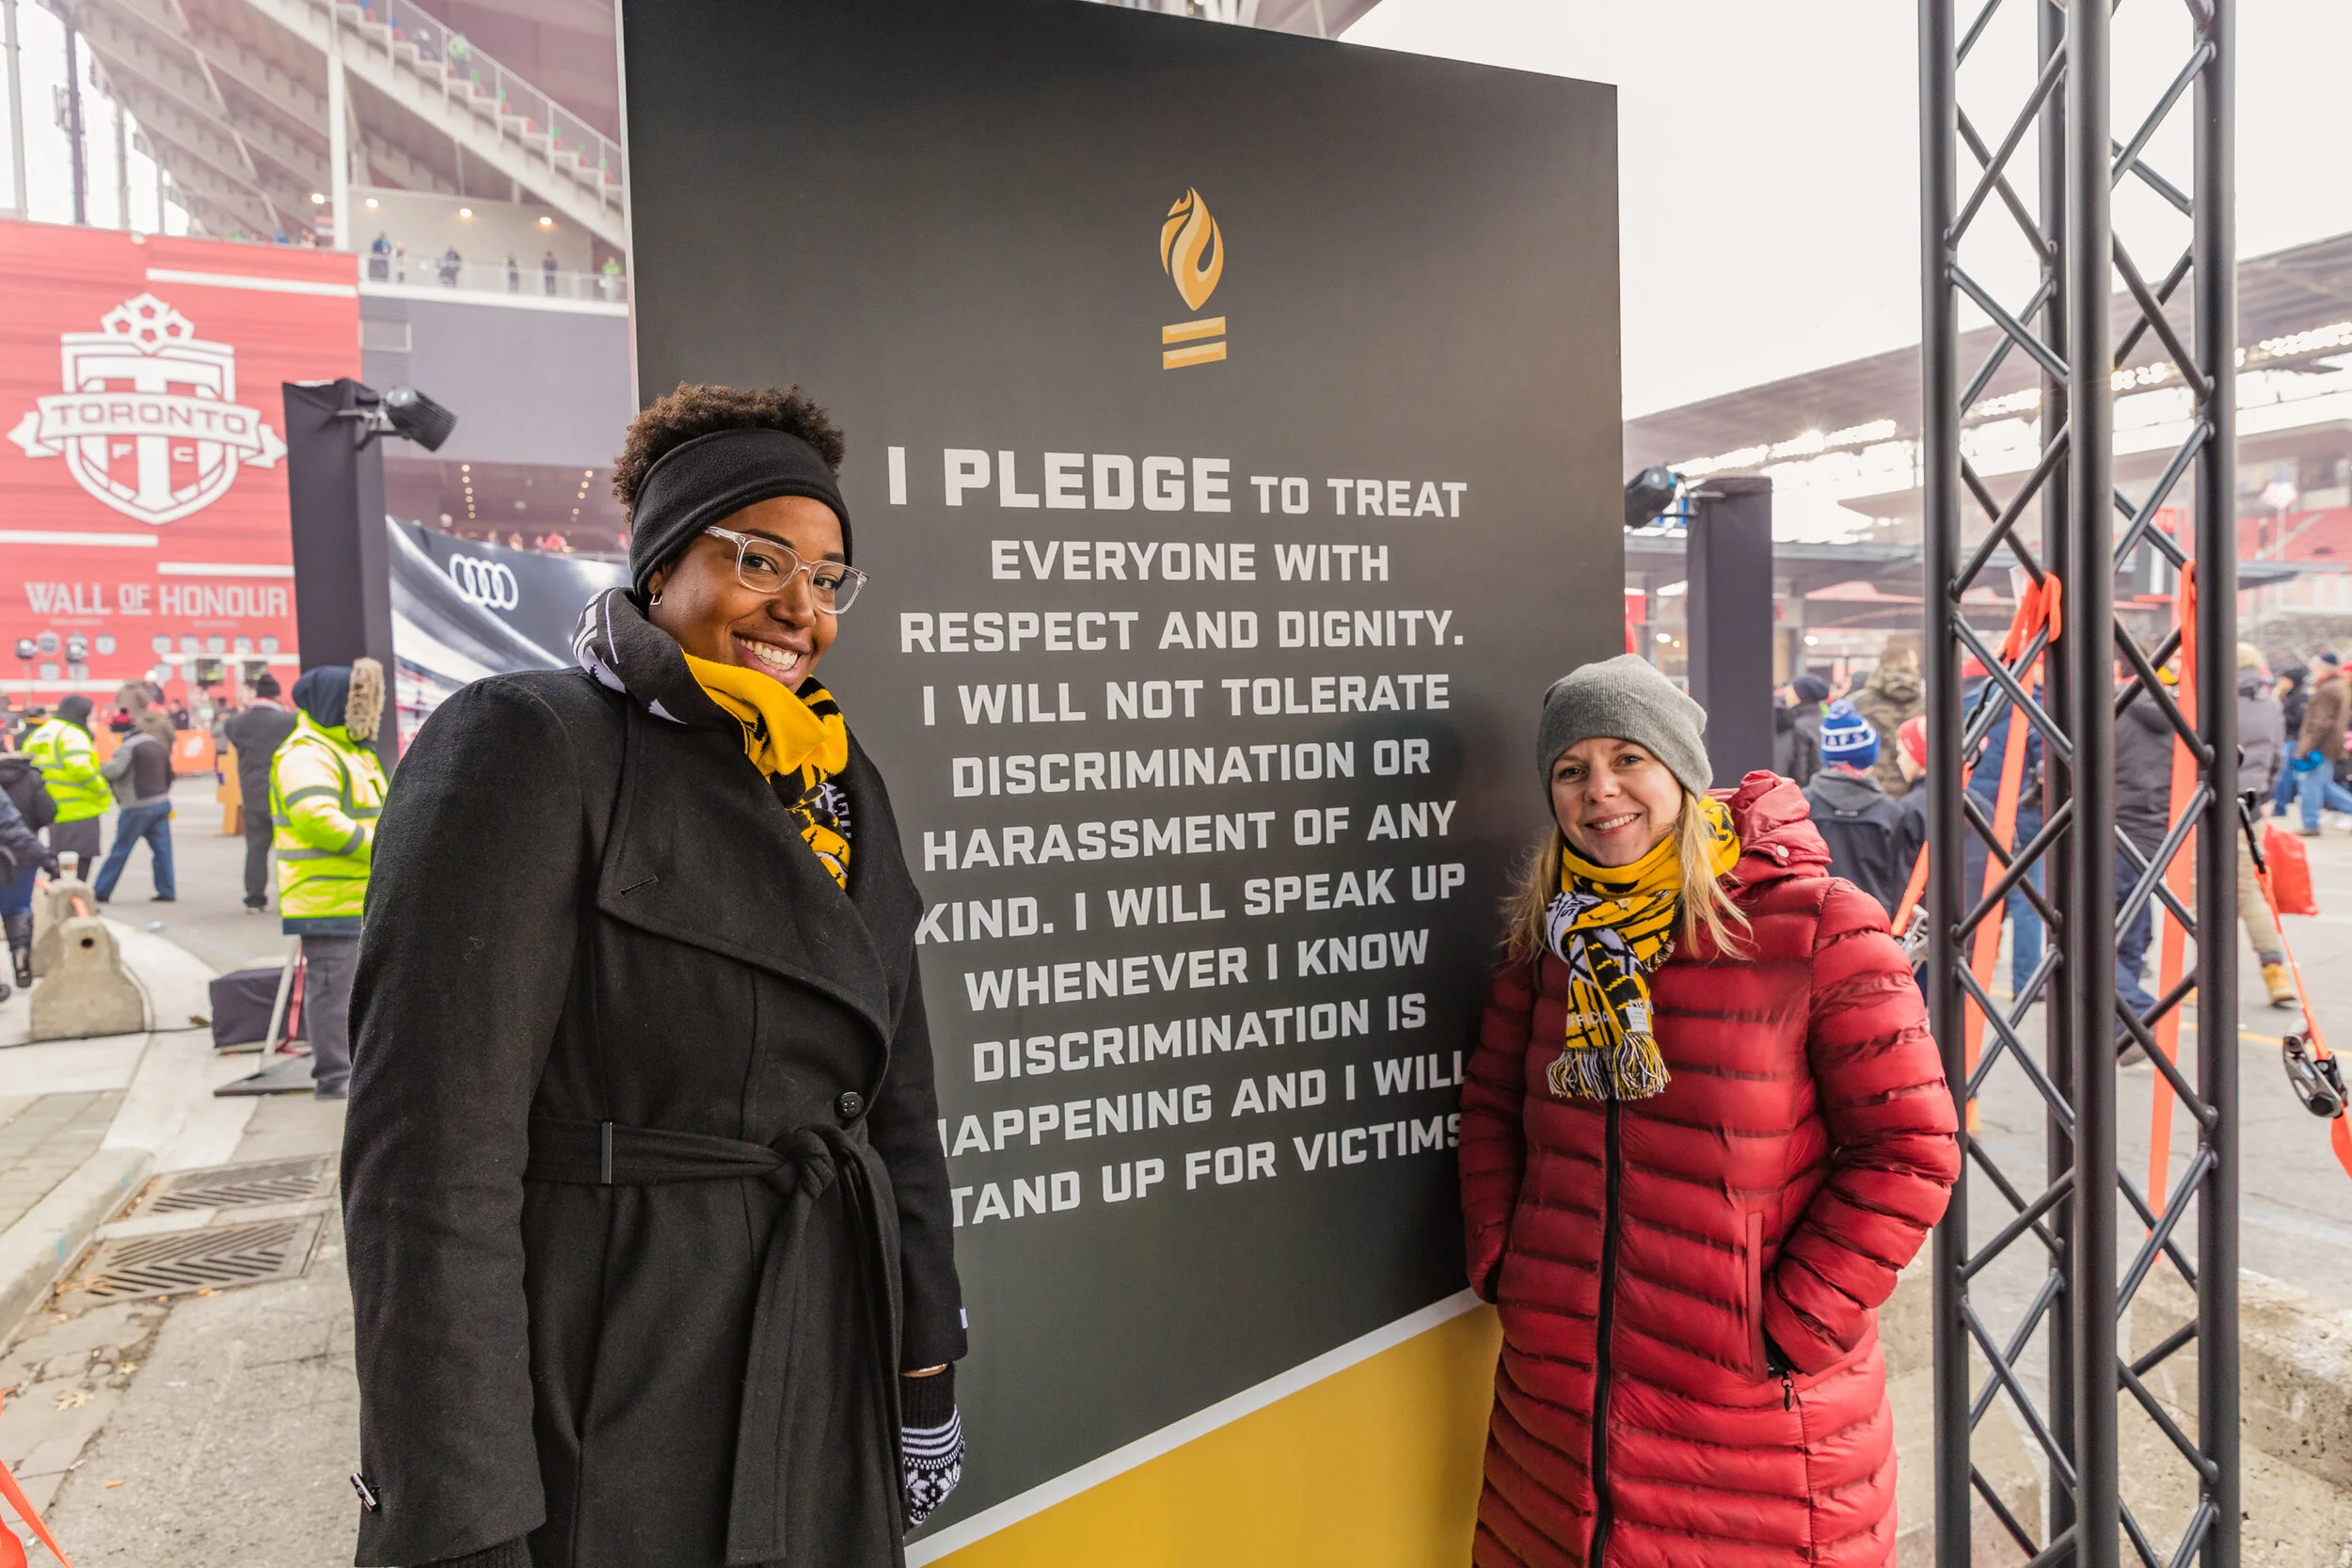 I PLEDGE TO TREAT
EVERYONE WITH
RESPECT AND DIGNITY.
I WILL NOT TOLERATE
DISCRIMINATION OR
HARASSMENT OF ANY
KIND. I WILL SPEAK UP
WHENEVER I KNOW
DISCRIMINATION IS
HAPPENING AND I WILL
STAND UP FOR VICTIMS
TORONTO
F C
WALL OF HONOUR